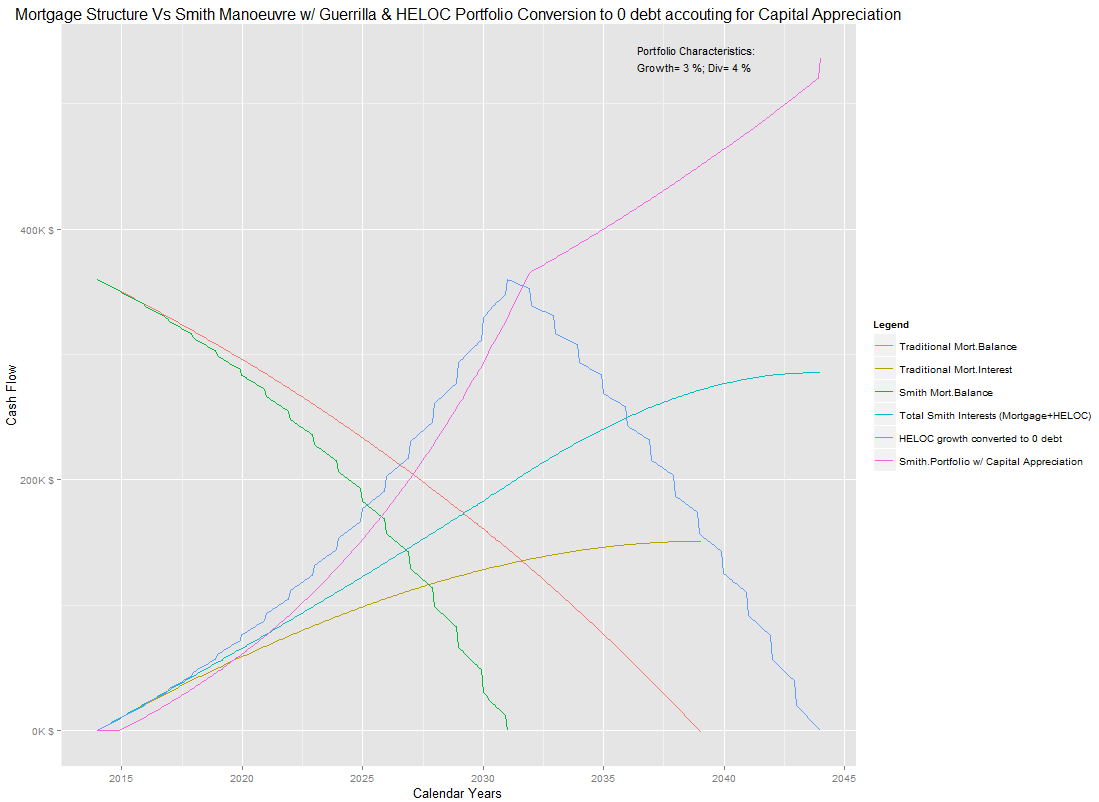 Mortgage Structure Vs Smith Manoeuvre w/ Guerrilla & HELOC Portfolio Conversion to 0 debt accouting for Capital Appreciation
Portfolio Characteristics:
Growth= 3 %; Div= 4 %
400K $
200K $
0K $
Cash Flow
2015
2020
2025
2030
2035
2040
2045
Calendar Years
Legend
Traditional Mort.Balance
Traditional Mort.Interest
Smith Mort.Balance
Total Smith Interests (Mortgage+HELOC)
HELOC growth converted to 0 debt
Smith.Portfolio w/ Capital Appreciation